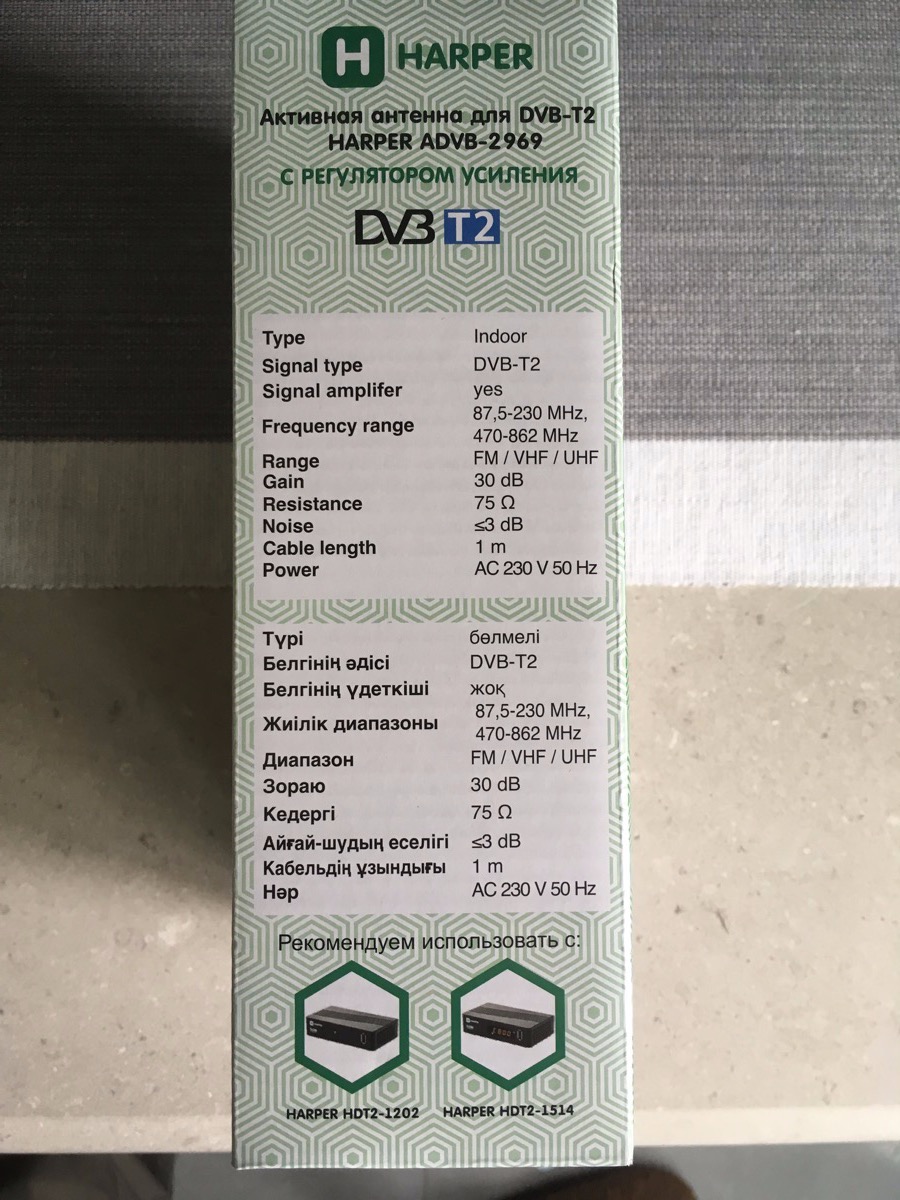 H HARPER
Активная антенна для DVB-T2
HARPER ADVB-2969
С РЕГУЛЯТОРОМ УСИЛЕНИЯ
DVB T2
Type Indoor
Signal type DVB-T2
Signal amplifer yes
Frequency range 87,5-230 MHz,
470-862 MHz
Range FM / VHF / UHF
Gain 30 dB
Resistance 75 Ω
Noise ≤3 dB
Cable length 1 m
Power AC 230 V 50 Hz
Түрі бөлмелі
Белгінің әдісі DVB-T2
Белгінің үдеткіші жоқ
Жиілік диапазоны 87,5-230 MHz,
470-862 MHz
Диапазон FM / VHF / UHF
Зораю 30 dB
Кедергі 75 Ω
Айғай-шудың еселігі ≤3 dB
Кабельдің ұзындығы 1 m
Нәр AC 230 V 50 Hz
Рекомендуем использовать с:
HARPER
HARPER HDT2-1202 HARPER HDT2-1514